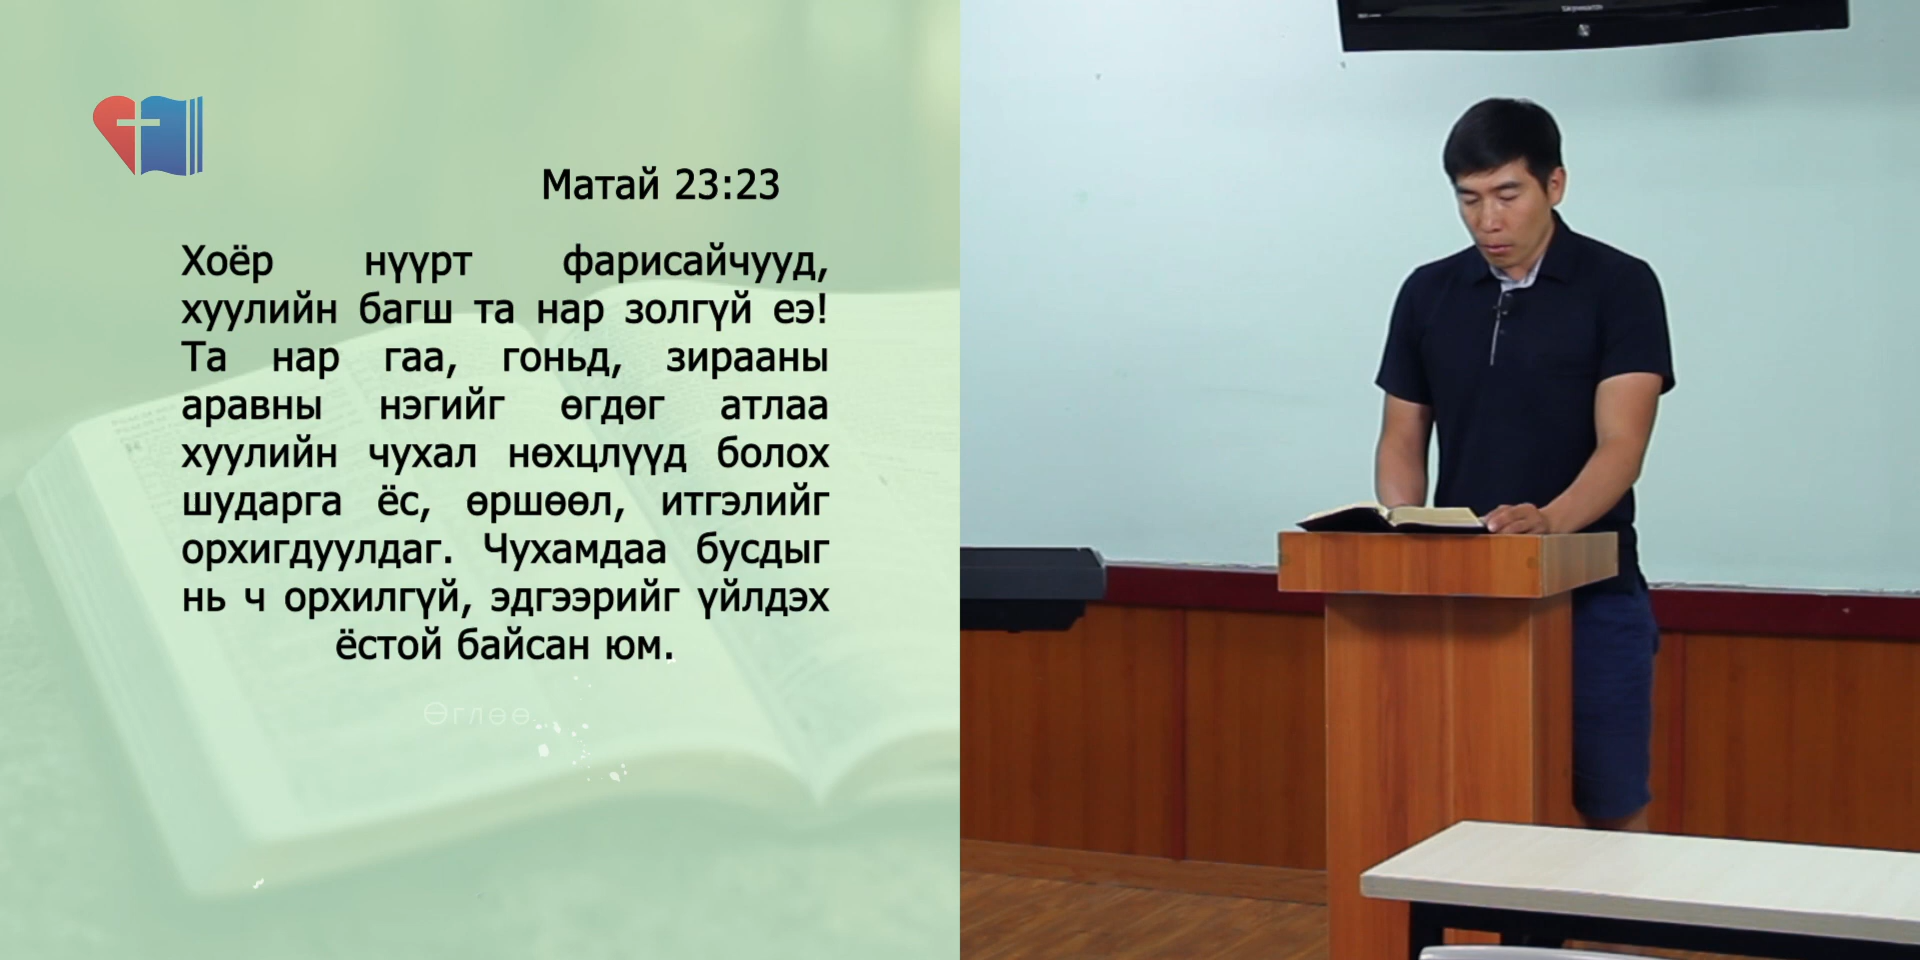 Матай 23:23
Хоёр нүүрт фарисайчууд,
хуулийн багш та нар золгүй еэ!
Та нар гаа, гоньд, зирааны
аравны нэгийг өгдөг атлаа
хуулийн чухал нөхцлүүд болох
шударга ёс, өршөөл, итгэлийг
орхигдуулдаг. Чухамдаа бусдыг
нь ч орхилгүй, эдгээрийг үйлдэх
ёстой байсан юм.
Өглөө
Skyworth